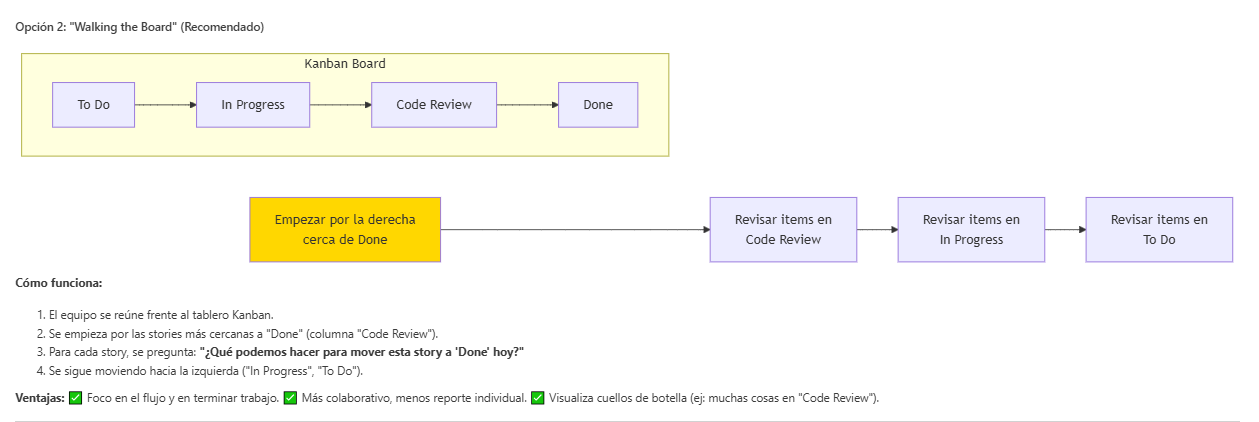 Opción 2: "Walking the Board" (Recomendado)
Kanban Board
To Do
In Progress
Code Review
Done
Empezar por la derecha
cerca de Done
Revisar items en
Code Review
Revisar items en
In Progress
Revisar items en
To Do
Cómo funciona:
1. El equipo se reúne frente al tablero Kanban.
2. Se empieza por las stories más cercanas a "Done" (columna "Code Review").
3. Para cada story, se pregunta: "¿Qué podemos hacer para mover esta story a 'Done' hoy?"
4. Se sigue moviendo hacia la izquierda ("In Progress", "To Do").
Ventajas: ✅ Foco en el flujo y en terminar trabajo. ✅ Más colaborativo, menos reporte individual. ✅ Visualiza cuellos de botella (ej: muchas cosas en "Code Review").